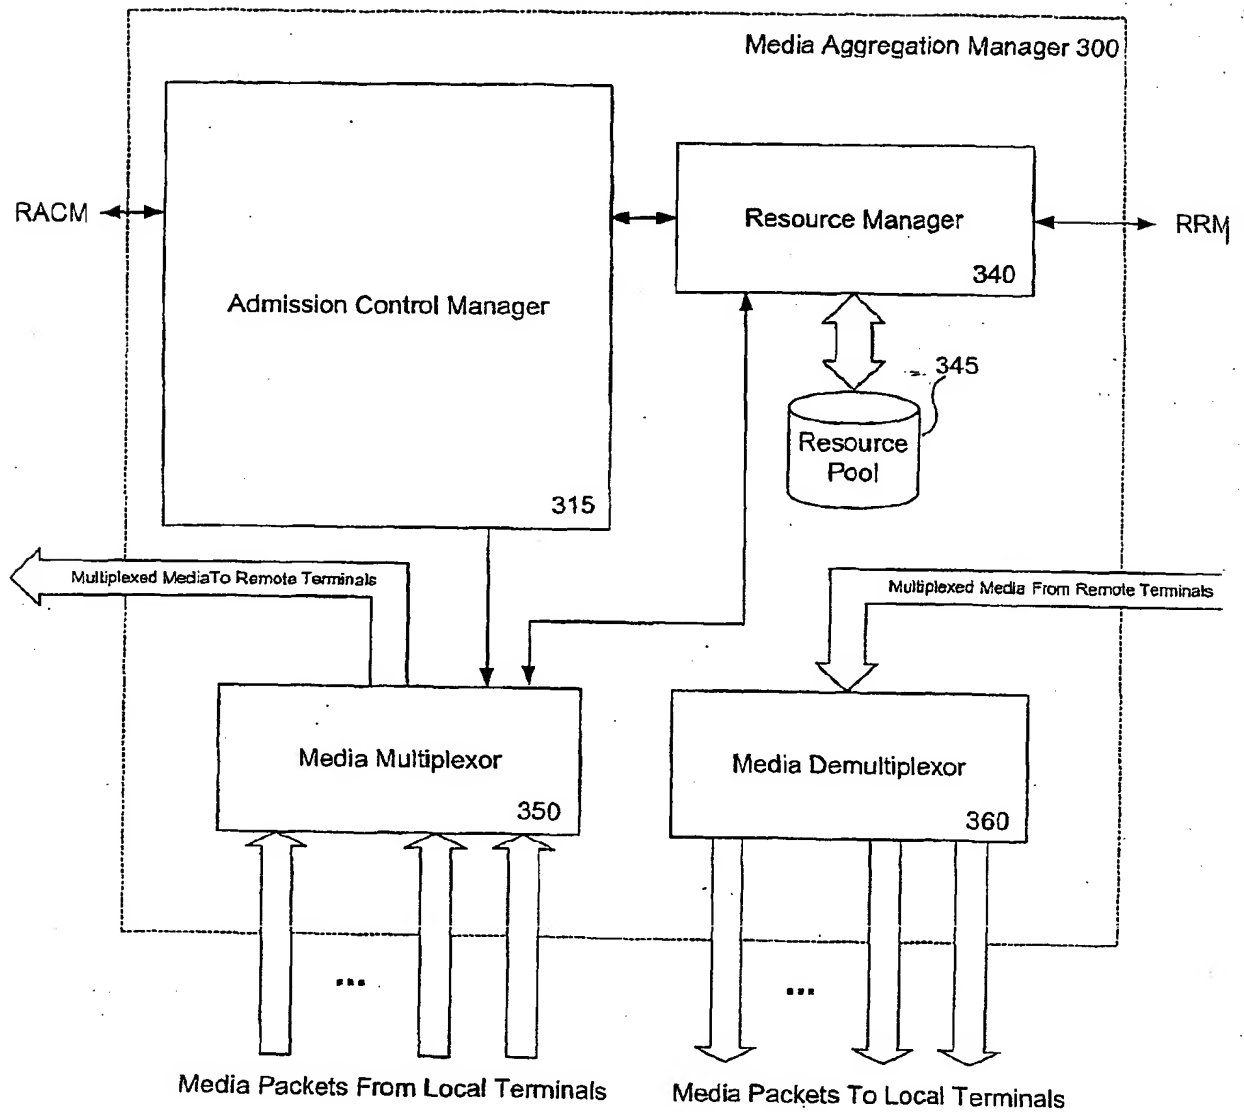 Media Aggregation Manager 300
RACM
Resource Manager
340
RRM
Admission Control Manager
315
345
Resource
Pool
Multiplexed MediaTo Remote Terminals
Multiplexed Media From Remote Terminals
Media Multiplexor
350
Media Demultiplexor
360
...
...
Media Packets From Local Terminals
Media Packets To Local Terminals